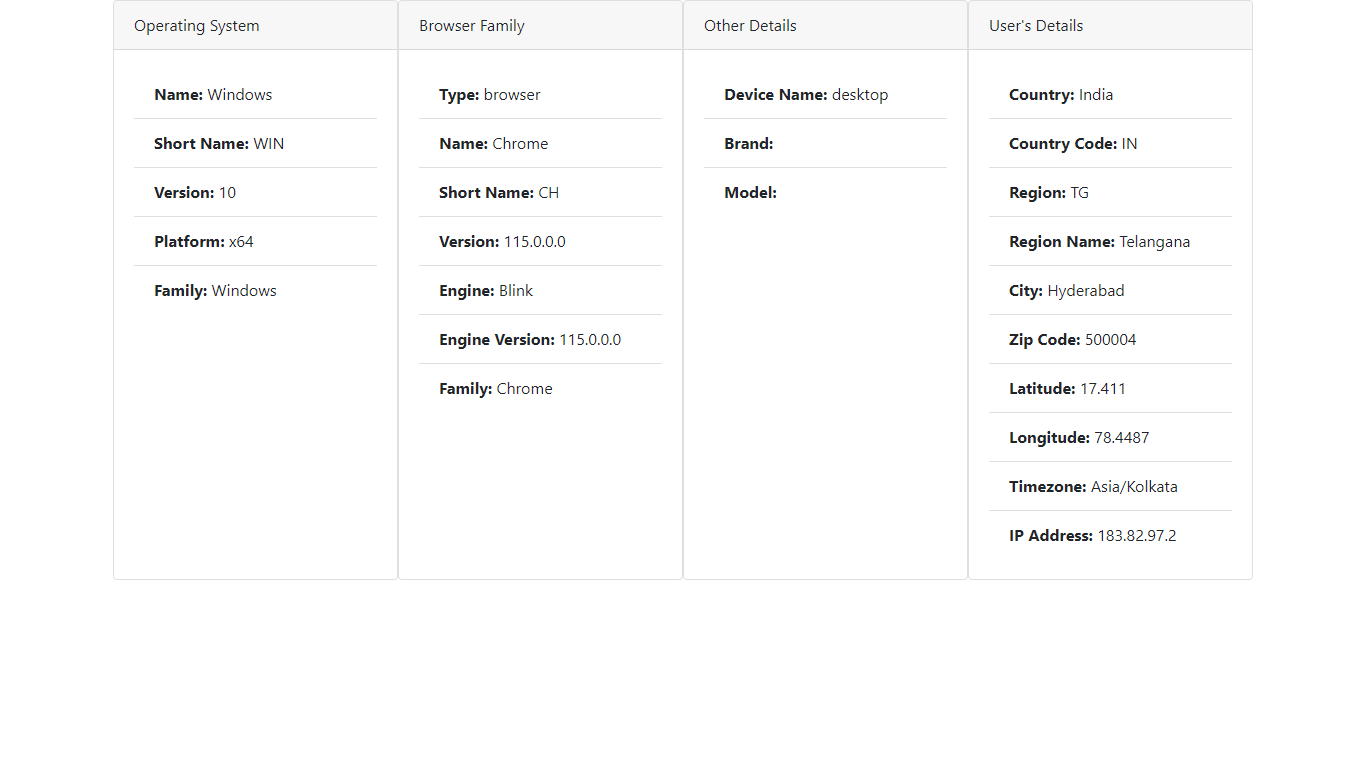 Operating System
Name: Windows
Short Name: WIN
Version: 10
Platform: x64
Family: Windows
Browser Family
Type: browser
Name: Chrome
Short Name: CH
Version: 115.0.0.0
Engine: Blink
Engine Version: 115.0.0.0
Family: Chrome
Other Details
Device Name: desktop
Brand:
Model:
User's Details
Country: India
Country Code: IN
Region: TG
Region Name: Telangana
City: Hyderabad
Zip Code: 500004
Latitude: 17.411
Longitude: 78.4487
Timezone: Asia/Kolkata
IP Address: 183.82.97.2